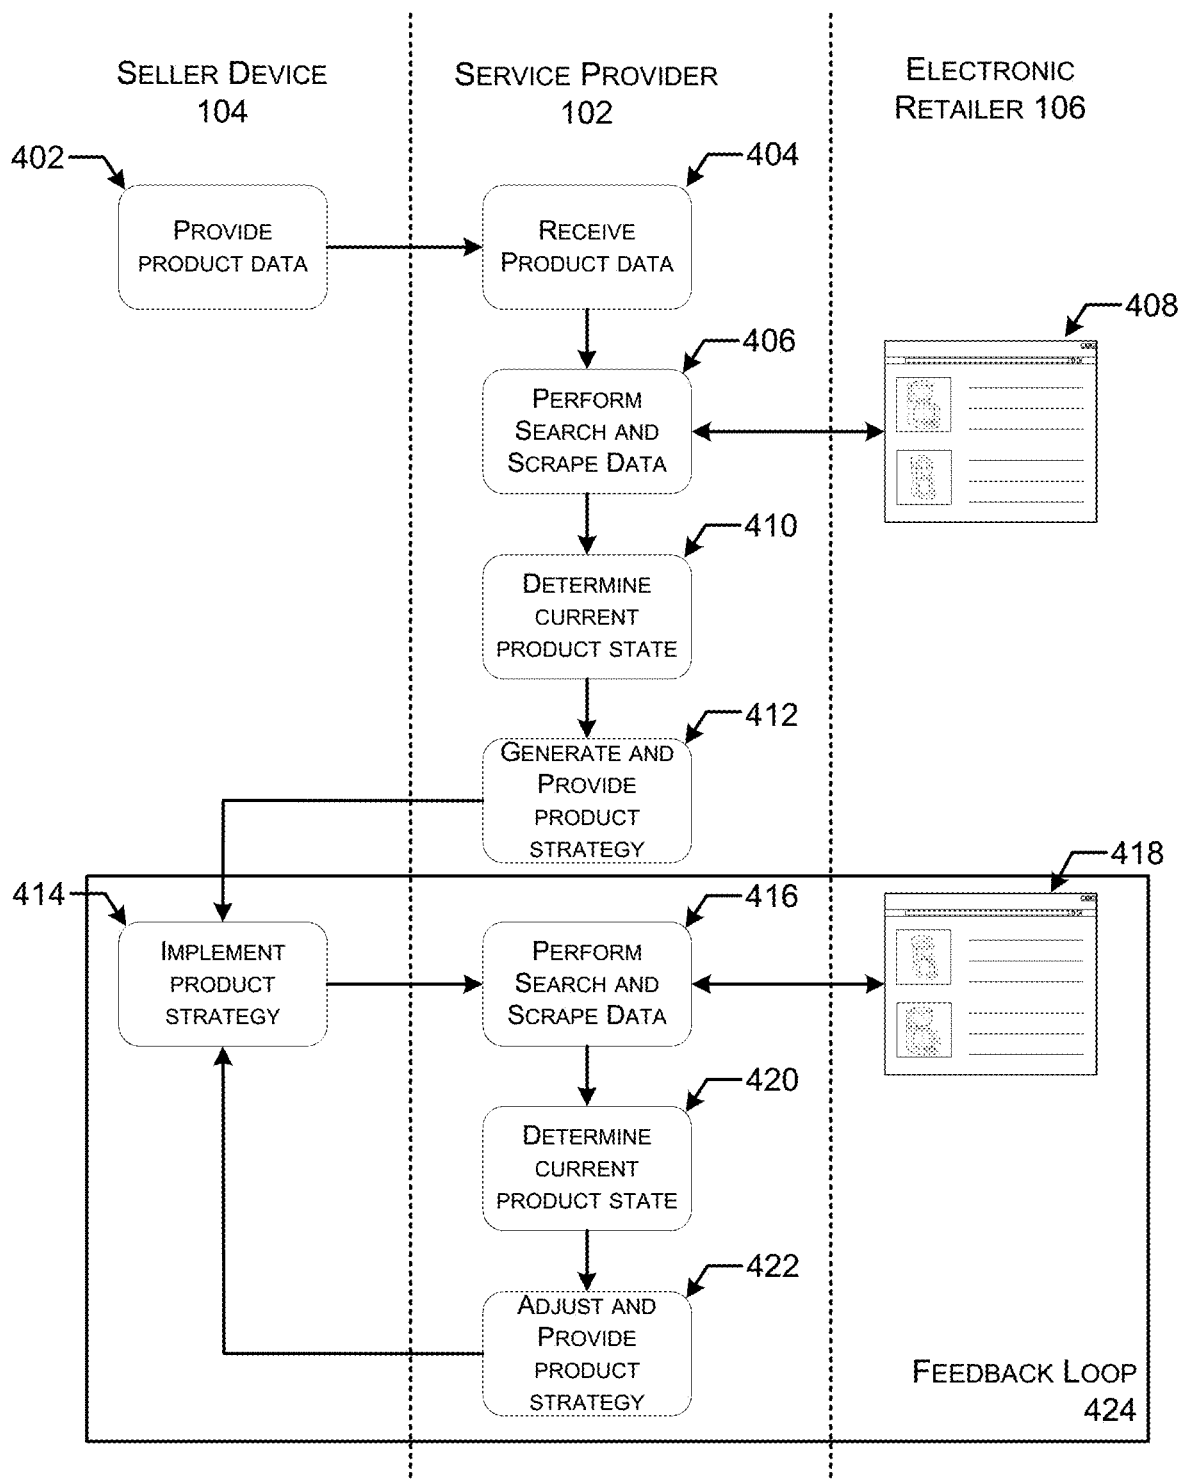 SELLER DEVICE
104
SERVICE PROVIDER
102
ELECTRONIC
RETAILER 106
402
PROVIDE
PRODUCT DATA
404
RECEIVE
PRODUCT DATA
406
PERFORM
SEARCH AND
SCRAPE DATA
408
410
DETERMINE
CURRENT
PRODUCT STATE
412
GENERATE AND
PROVIDE
PRODUCT
STRATEGY
414
IMPLEMENT
PRODUCT
STRATEGY
416
PERFORM
SEARCH AND
SCRAPE DATA
418
420
DETERMINE
CURRENT
PRODUCT STATE
422
ADJUST AND
PROVIDE
PRODUCT
STRATEGY
FEEDBACK LOOP
424